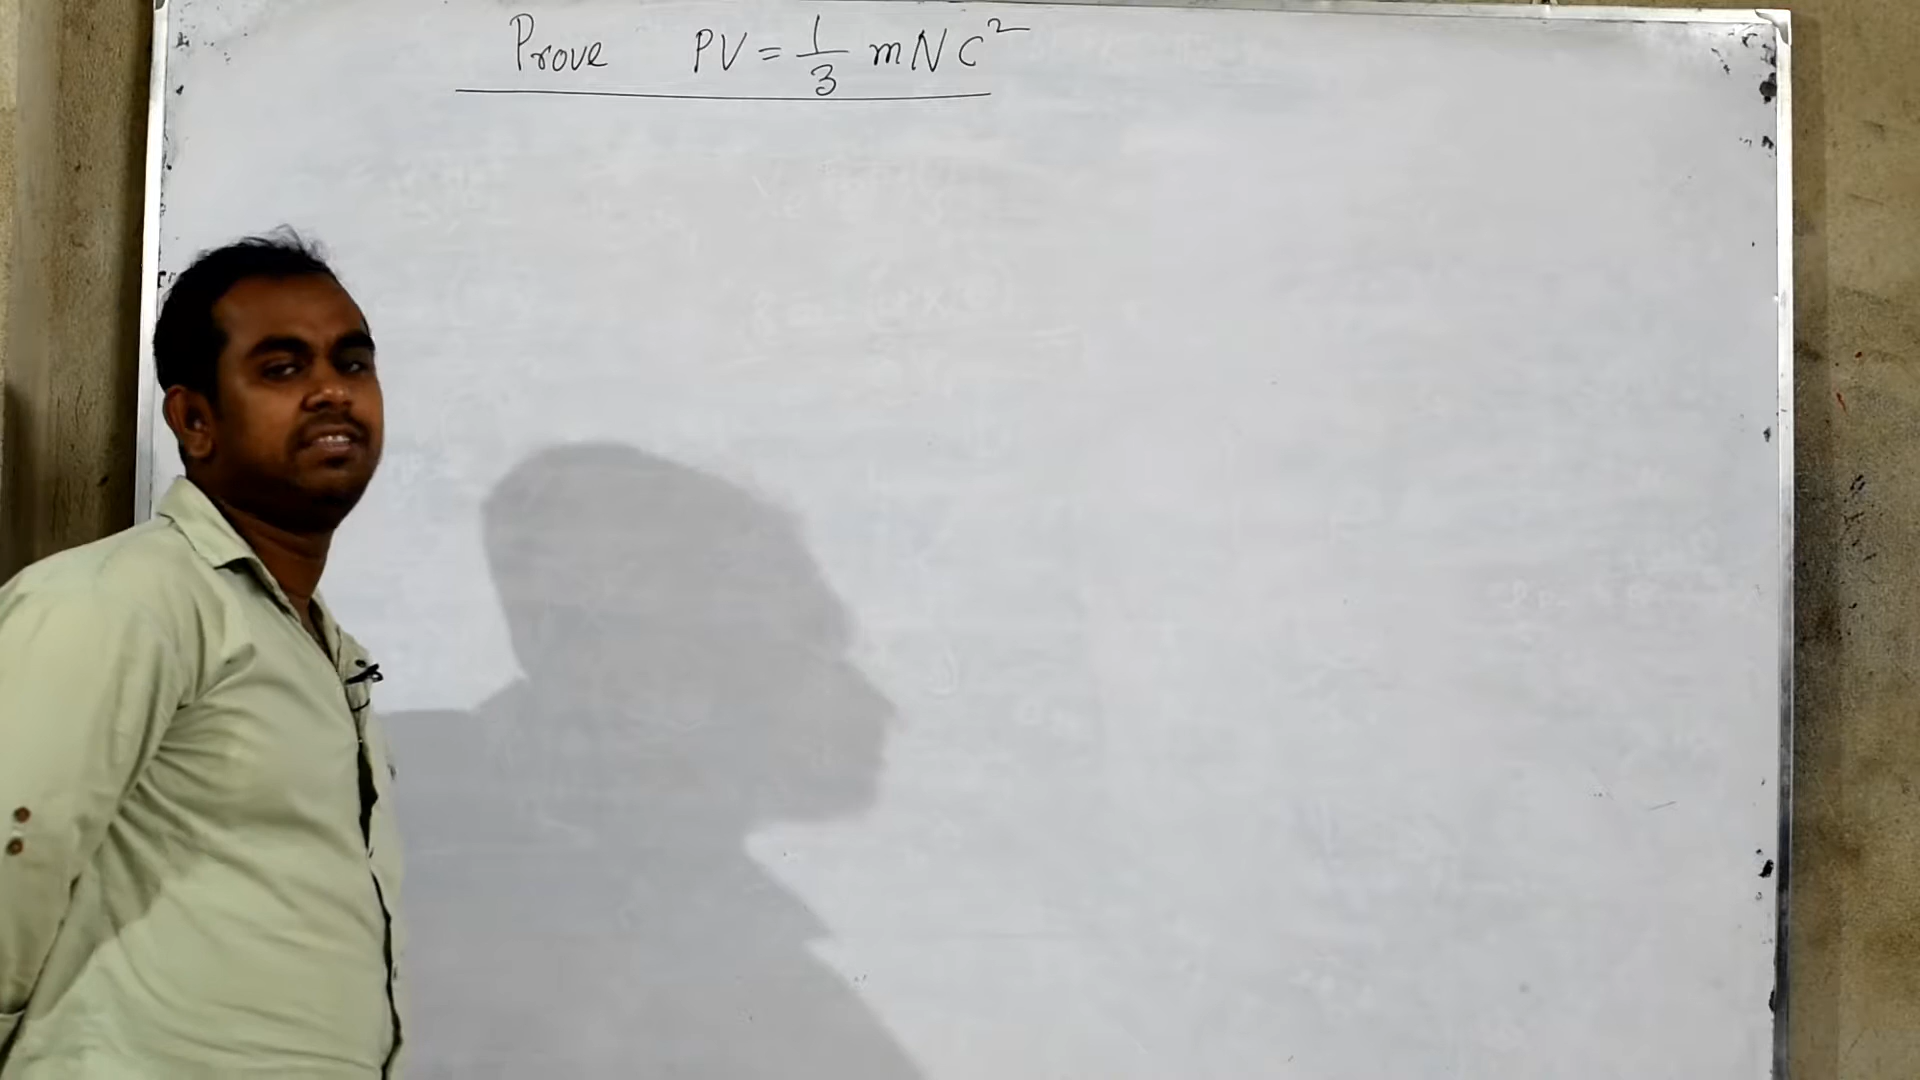 Prove PV = 1/3 mNC²